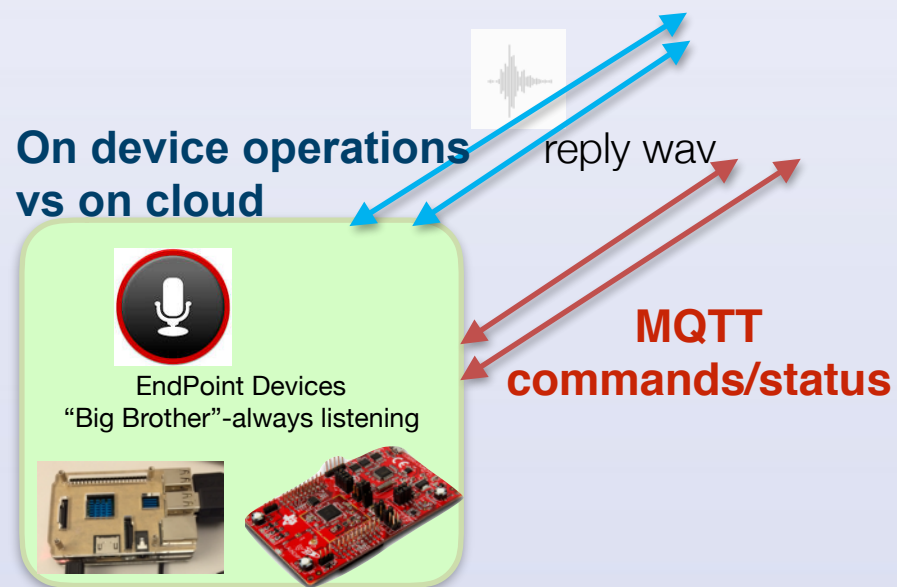 On device operations
vs on cloud
reply wav
MQTT
commands/status
EndPoint Devices
“Big Brother”-always listening